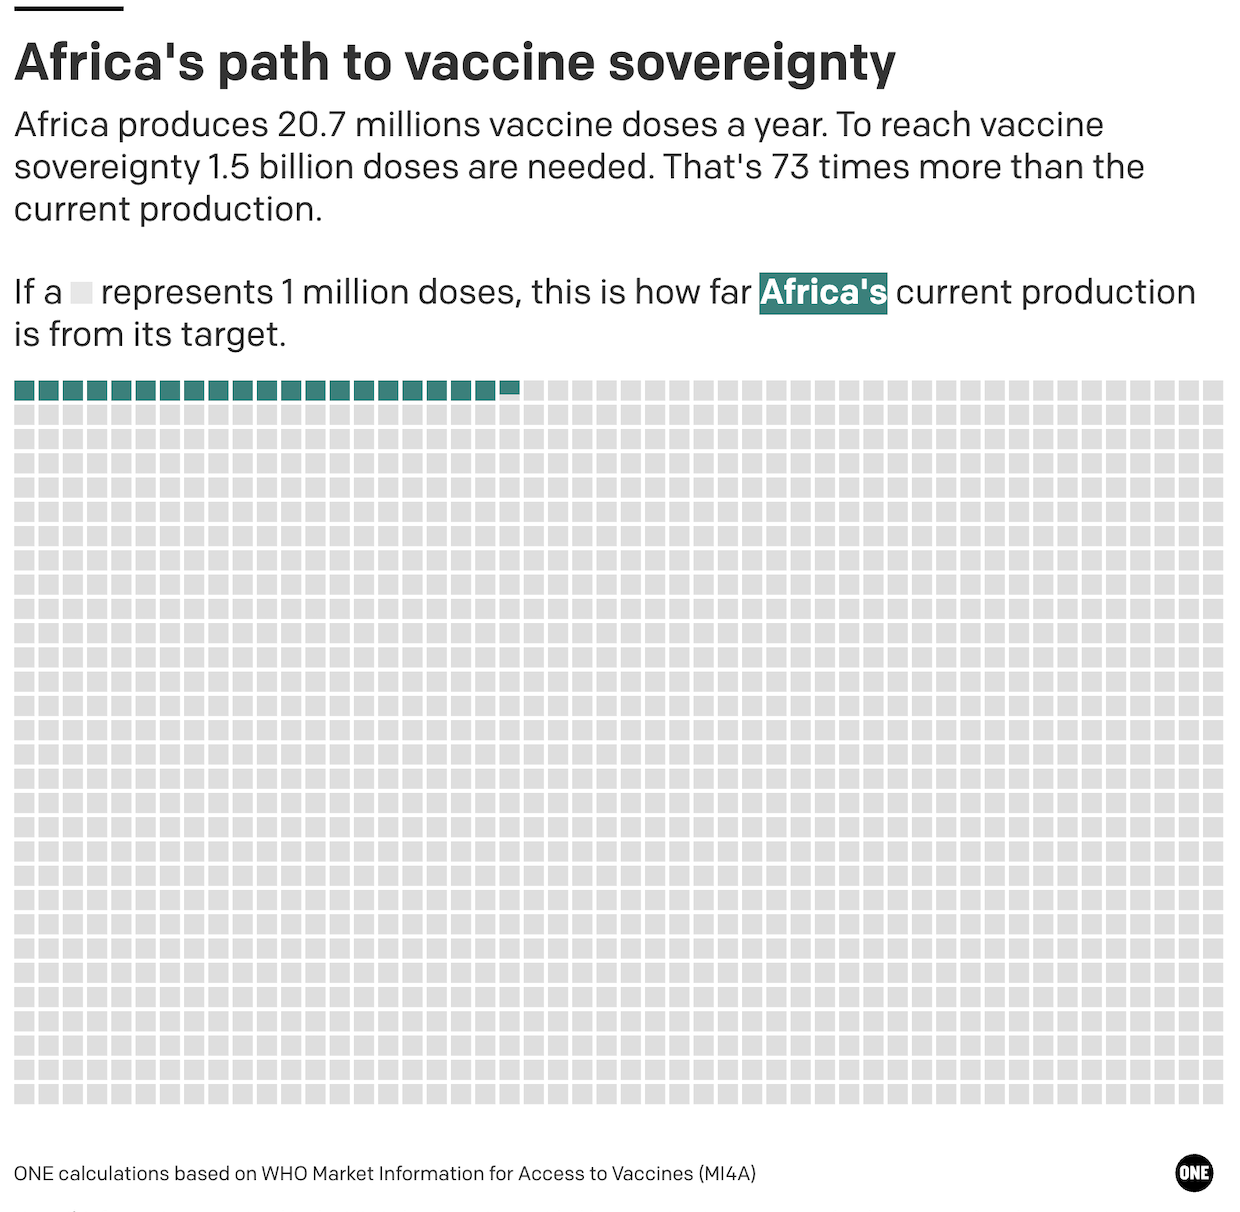 Africa's path to vaccine sovereignty
Africa produces 20.7 millions vaccine doses a year. To reach vaccine
sovereignty 1.5 billion doses are needed. That's 73 times more than the
current production.
If a represents 1 million doses, this is how far Africa's current production
is from its target.
ONE calculations based on WHO Market Information for Access to Vaccines (MI4A)
ONE